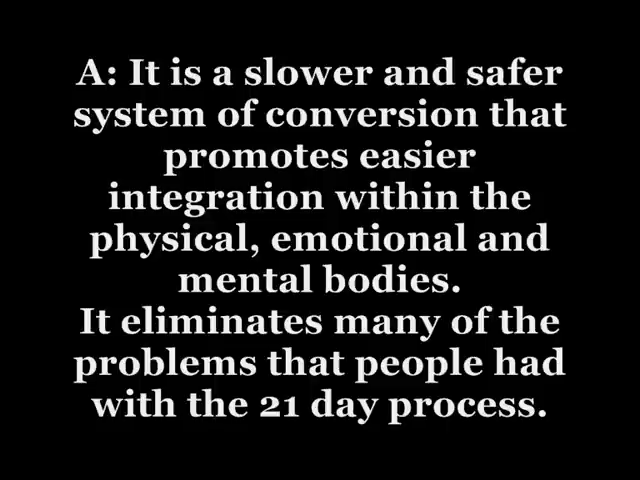 A: It is a slower and safer
system of conversion that
promotes easier
integration within the
physical, emotional and
mental bodies.
It eliminates many of the
problems that people had
with the 21 day process.